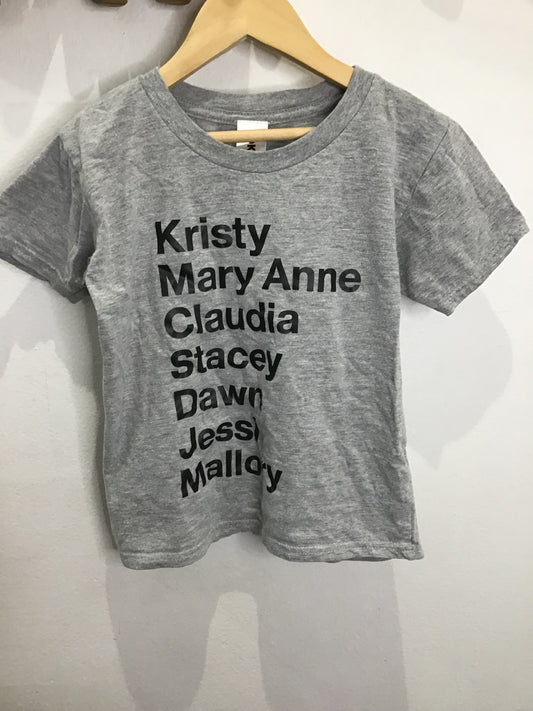 Kristy
Mary Anne
Claudia
Stacey
Dawn
Jessi
Mallory